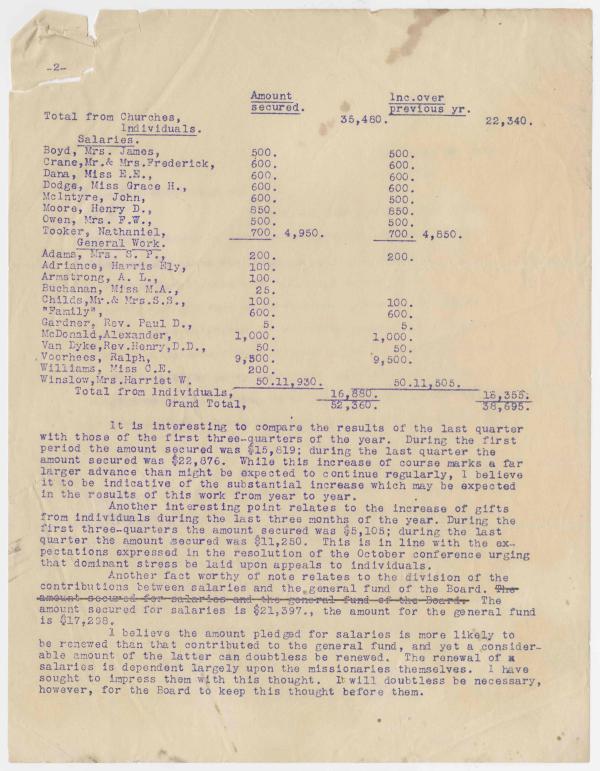 -2-
Amount Inc.over
secured. previous yr.
Total from Churches, 35,480. 22,340.
Individuals.
Salaries.
Boyd, Mrs. James, 500. 500.
Crane,Mr.& Mrs.Frederick, 600. 600.
Dana, Miss E.E., 600. 600.
Dodge, Miss Grace H., 600. 600.
McIntyre, John, 600. 500.
Moore, Henry D., 850. 850.
Owen, Mrs. F.W., 500. 500.
Tooker, Nathaniel, 700. 4,950. 700. 4,850.
General Work.
Adams, Mrs. S. P., 200. 200.
Adriance, Harris Ely, 100.
Armstrong, A. L., 100.
Buchanan, Miss M.A., 25.
Childs,Mr.& Mrs.S.S., 100. 100.
"Family", 600. 600.
Gardner, Rev. Paul D., 5. 5.
McDonald,Alexander, 1,000. 1,000.
Van Dyke,Rev.Henry,D.D., 50. 50.
Voorhees, Ralph, 9,500. 9,500.
Williams, Miss C.E. 200.
Winslow,Mrs.Harriet W. 50.11,930. 50.11,505.
Total from Individuals, 16,880. 16,355.
Grand Total, 52,360. 38,695.
It is interesting to compare the results of the last quarter
with those of the first three-quarters of the year. During the first
period the amount secured was $15,819; during the last quarter the
amount secured was $22,876. While this increase of course marks a far
larger advance than might be expected to continue regularly, I believe
it to be indicative of the substantial increase which may be expected
in the results of this work from year to year.
Another interesting point relates to the increase of gifts
from individuals during the last three months of the year. During the
first three-quarters the amount secured was $5,105; during the last
quarter the amount secured was $11,250. This is in line with the ex-
pectations expressed in the resolution of the October conference urging
that dominant stress be laid upon appeals to individuals.
Another fact worthy of note relates to the division of the
contributions between salaries and the general fund of the Board. The
amount secured for salaries and the general fund of the Board. The
amount secured for salaries is $21,397., the amount for the general fund
is $17,298.
I believe the amount pledged for salaries is more likely to
be renewed than that contributed to the general fund, and yet a consider-
able amount of the latter can doubtless be renewed. The renewal of
salaries is dependent largely upon the missionaries themselves. I have
sought to impress them with this thought. It will doubtless be necessary,
however, for the Board to keep this thought before them.